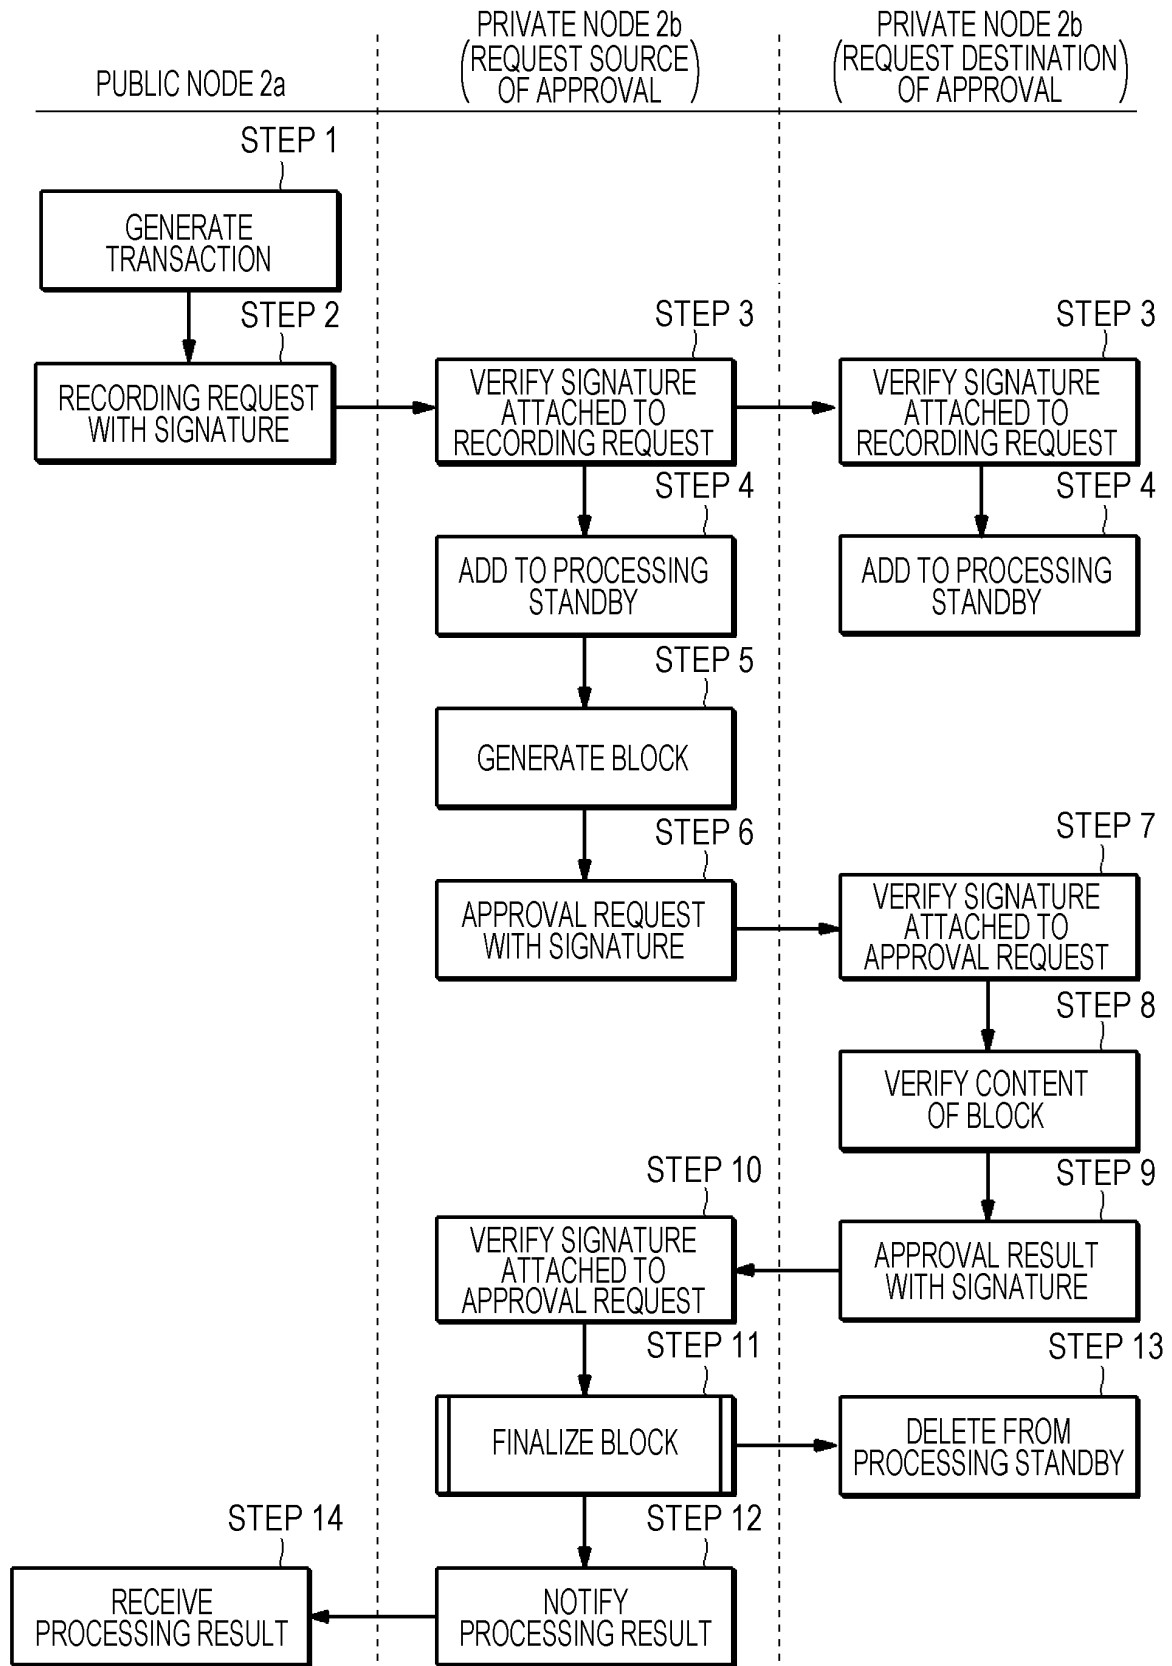 PUBLIC NODE 2a
PRIVATE NODE 2b
(REQUEST SOURCE
OF APPROVAL)
PRIVATE NODE 2b
(REQUEST DESTINATION
OF APPROVAL)
STEP 1
GENERATE
TRANSACTION
STEP 2
RECORDING REQUEST
WITH SIGNATURE
STEP 3
VERIFY SIGNATURE
ATTACHED TO
RECORDING REQUEST
STEP 3
VERIFY SIGNATURE
ATTACHED TO
RECORDING REQUEST
STEP 4
ADD TO PROCESSING
STANDBY
STEP 4
ADD TO PROCESSING
STANDBY
STEP 5
GENERATE BLOCK
STEP 6
APPROVAL REQUEST
WITH SIGNATURE
STEP 7
VERIFY SIGNATURE
ATTACHED TO
APPROVAL REQUEST
STEP 8
VERIFY CONTENT
OF BLOCK
STEP 9
APPROVAL RESULT
WITH SIGNATURE
STEP 10
VERIFY SIGNATURE
ATTACHED TO
APPROVAL REQUEST
STEP 11
FINALIZE BLOCK
STEP 13
DELETE FROM
PROCESSING STANDBY
STEP 12
NOTIFY
PROCESSING RESULT
STEP 14
RECEIVE
PROCESSING RESULT